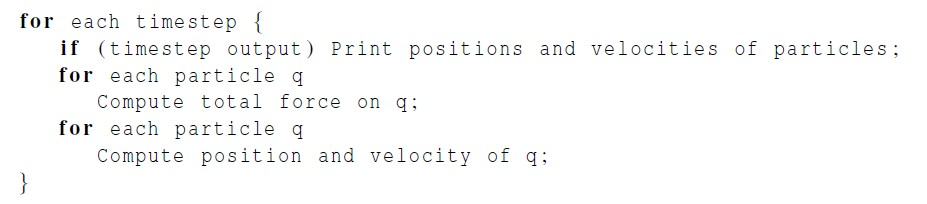 for each timestep {
if (timestep output) Print positions and velocities of particles;
for each particle q
Compute total force on q;
for each particle q
Compute position and velocity of q;
}